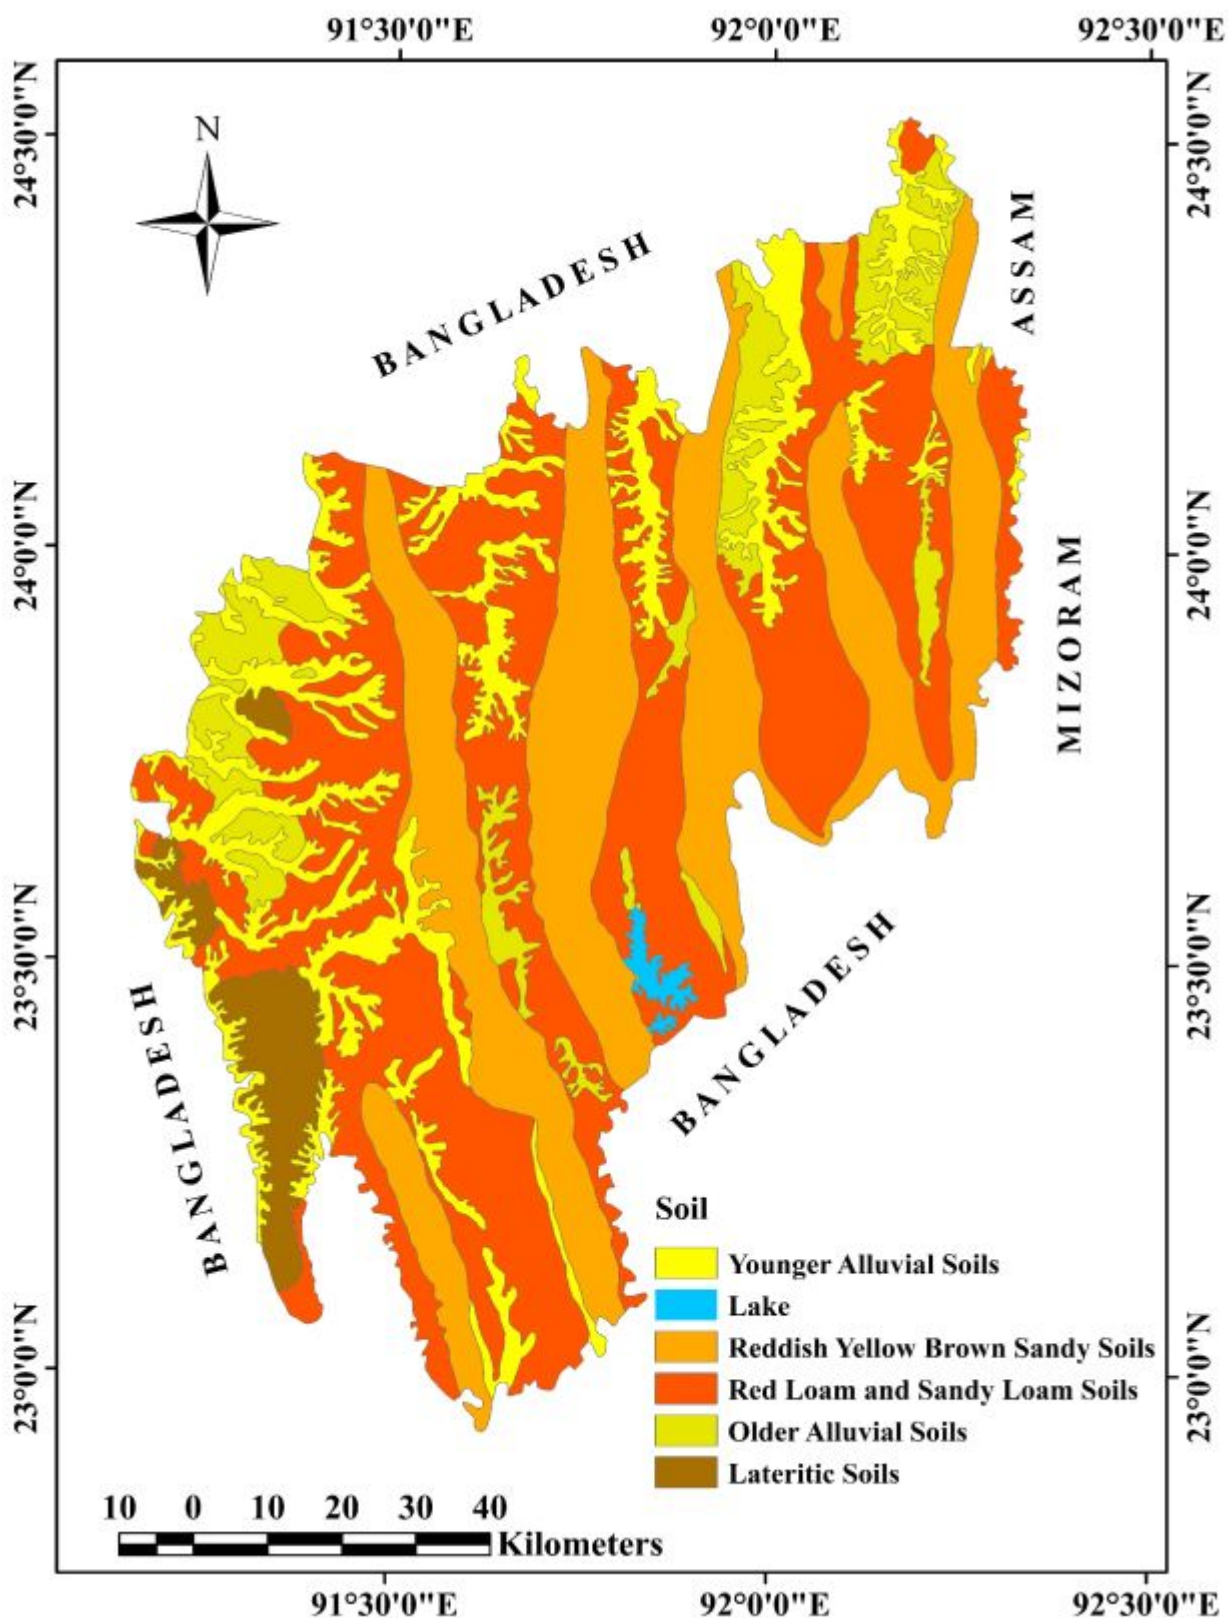 91°30'0"E 92°0'0"E 92°30'0"E
24°30'0"N
24°30'0"N
N
ASSAM
BANGLADESH
24°0'0"N
24°0'0"N
MIZORAM
23°30'0"N
23°30'0"N
BANGLADESH
BANGLADESH
Soil
Younger Alluvial Soils
Lake
Reddish Yellow Brown Sandy Soils
Red Loam and Sandy Loam Soils
Older Alluvial Soils
Lateritic Soils
23°0'0"N
23°0'0"N
10 0 10 20 30 40
Kilometers
91°30'0"E 92°0'0"E 92°30'0"E